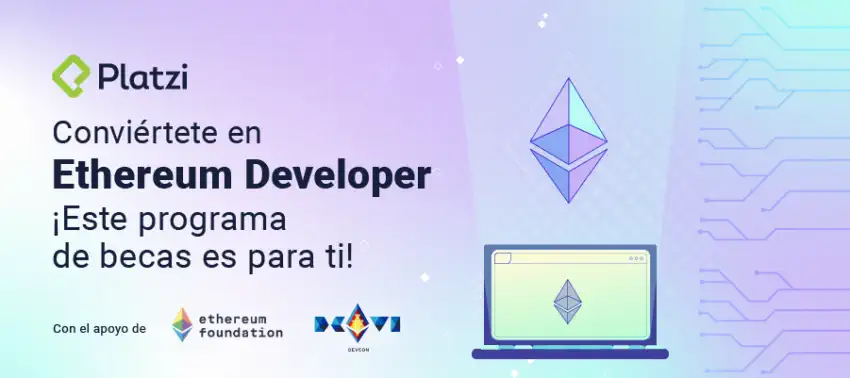 Platzi
Conviértete en
Ethereum Developer
¡Este programa
de becas es para ti!
Con el apoyo de
ethereum
foundation
DEVCON